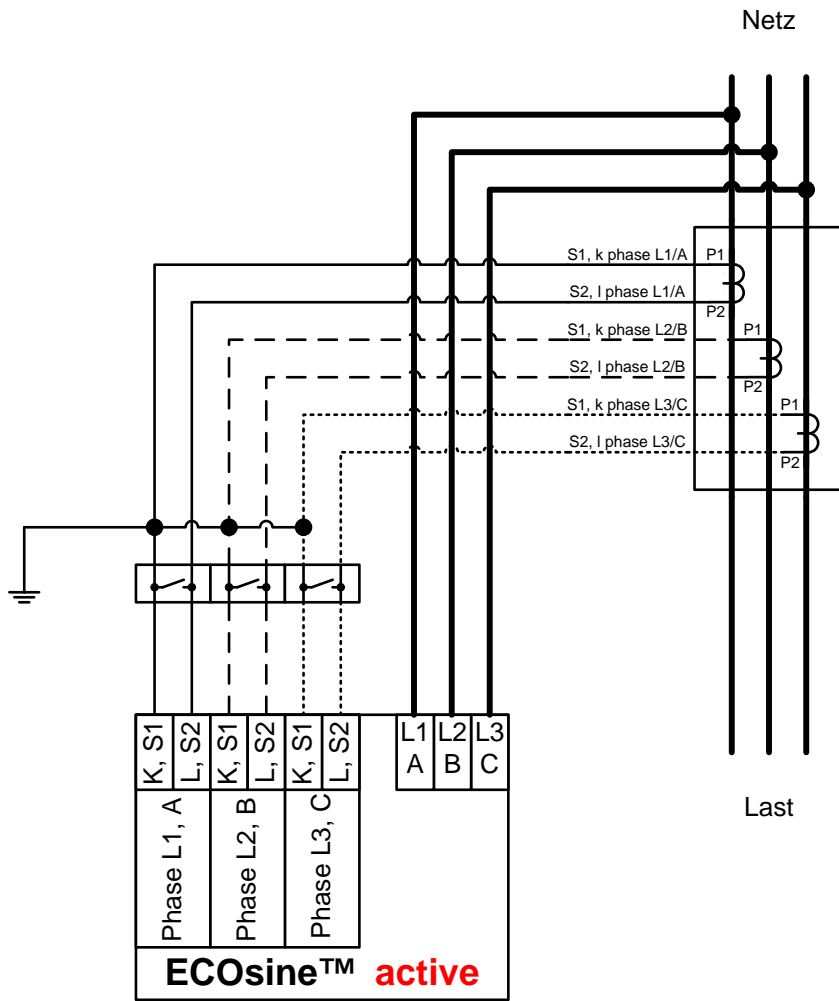 Netz
S1, k phase L1/A
P1
S2, l phase L1/A
P2
S1, k phase L2/B
P1
S2, l phase L2/B
P2
S1, k phase L3/C
P1
S2, l phase L3/C
P2
K, S1
L, S2
K, S1
L, S2
K, S1
L, S2
L1
A
L2
B
L3
C
Phase L1, A
Phase L2, B
Phase L3, C
Last
ECOsine™ active